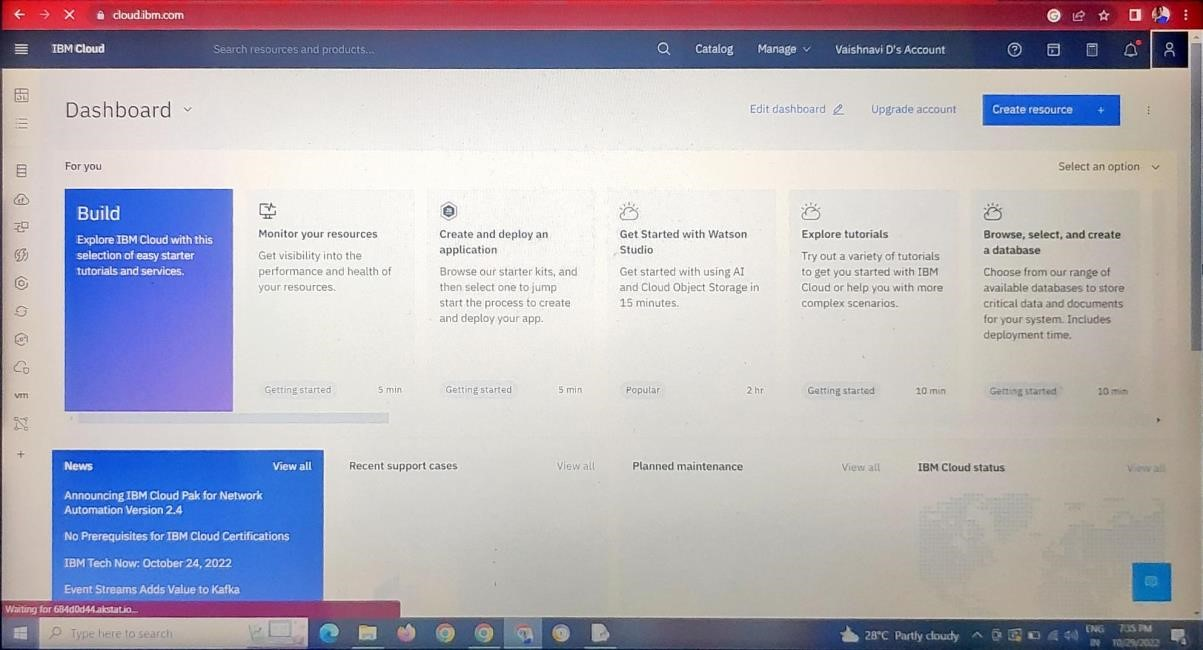 cloud.ibm.com
IBM Cloud
Search resources and products...
Catalog
Manage
Vaishnavi D's Account
Dashboard
Edit dashboard
Upgrade account
Create resource +
For you
Select an option
Build
Explore IBM Cloud with this
selection of easy starter
tutorials and services.
Monitor your resources
Get visibility into the
performance and health of
your resources.
Getting started
5 min
Create and deploy an
application
Browse our starter kits, and
then select one to jump
start the process to create
and deploy your app.
Getting started
5 min
Get Started with Watson
Studio
Get started with using AI
and Cloud Object Storage in
15 minutes.
Popular
2 hr
Explore tutorials
Try out a variety of tutorials
to get you started with IBM
Cloud or help you with more
complex scenarios.
Getting started
10 min
Browse, select, and create
a database
Choose from our range of
available databases to store
critical data and documents
for your system. Includes
deployment time.
Getting started
10 min
vm
News
View all
Announcing IBM Cloud Pak for Network
Automation Version 2.4
No Prerequisites for IBM Cloud Certifications
IBM Tech Now: October 24, 2022
Event Streams Adds Value to Kafka
Recent support cases
View all
Planned maintenance
View all
IBM Cloud status
View all
Waiting for 684d0d44.akstat.io...
Type here to search
28°C Partly cloudy
ENG
IN
7:35 PM
10/29/2022